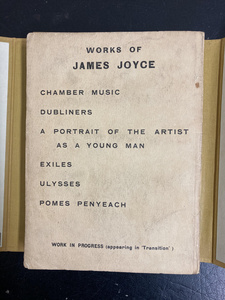 WORKS OF
JAMES JOYCE
CHAMBER MUSIC
DUBLINERS
A PORTRAIT OF THE ARTIST
AS A YOUNG MAN
EXILES
ULYSSES
POMES PENYEACH
WORK IN PROGRESS (appearing in 'Transition')